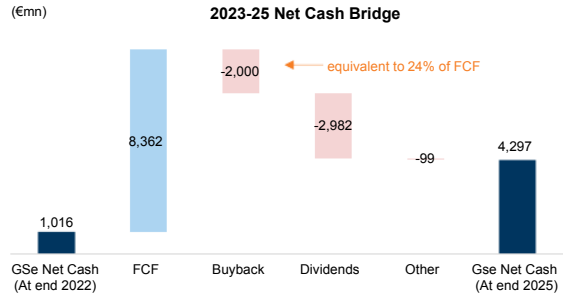 (€mn)
2023-25 Net Cash Bridge
-2,000
equivalent to 24% of FCF
8,362
-2,982
-99
4,297
1,016
GSe Net Cash
(At end 2022)
FCF
Buyback
Dividends
Other
Gse Net Cash
(At end 2025)